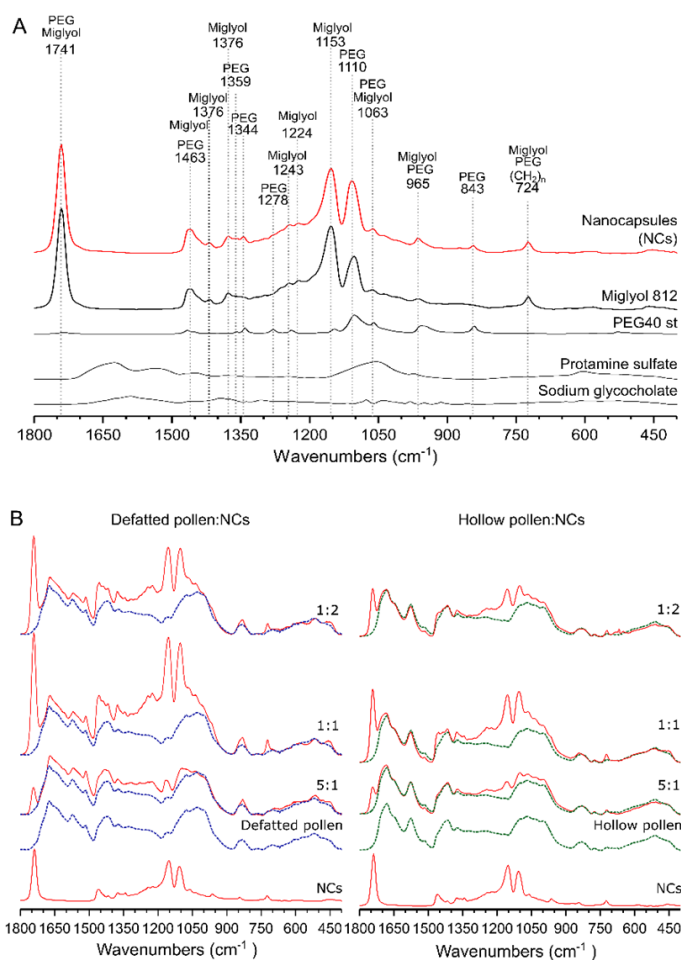 A
PEG
Miglyol
1741
Miglyol
1376
Miglyol
1153
PEG
1359
PEG
1110
Miglyol
1376
PEG
1344
PEG
Miglyol
1063
Miglyol
Miglyol
1224
PEG
1463
Miglyol
1243
PEG
1278
Miglyol
PEG
965
PEG
843
Miglyol
PEG
(CH2)n
724
Nanocapsules
(NCs)
Miglyol 812
PEG40 st
Protamine sulfate
Sodium glycocholate
1800 1650 1500 1350 1200 1050 900 750 600 450
Wavenumbers (cm-1)
B
Defatted pollen:NCs
1:2
1:1
5:1
Defatted pollen
NCs
1800 1650 1500 1350 1200 1050 900 750 600 450
Wavenumbers (cm-1)
Hollow pollen:NCs
1:2
1:1
5:1
Hollow pollen
NCs
1800 1650 1500 1350 1200 1050 900 750 600 450
Wavenumbers (cm-1)